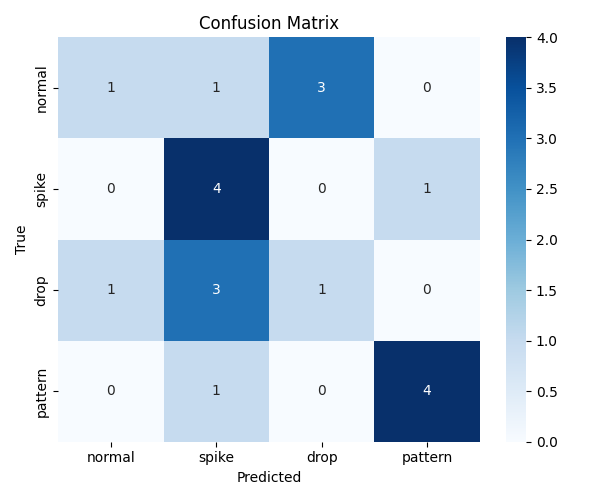 Confusion Matrix
normal 1 1 3 0
spike 0 4 0 1
drop 1 3 1 0
pattern 0 1 0 4
True
normal spike drop pattern
Predicted
4.0
3.5
3.0
2.5
2.0
1.5
1.0
0.5
0.0